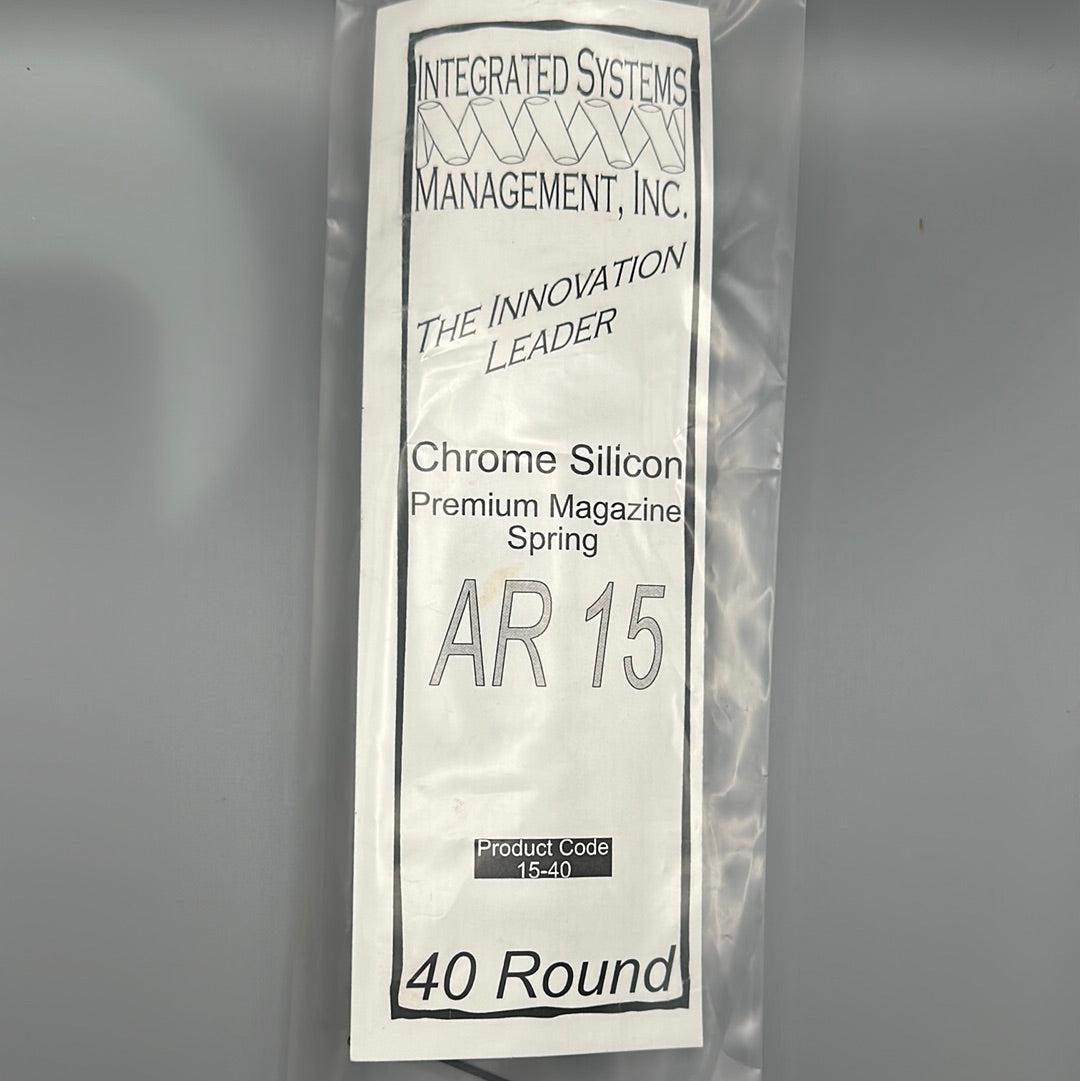 INTEGRATED SYSTEMS
MANAGEMENT, INC.
THE INNOVATION
LEADER
Chrome Silicon
Premium Magazine
Spring
AR 15
Product Code
15-40
40 Round